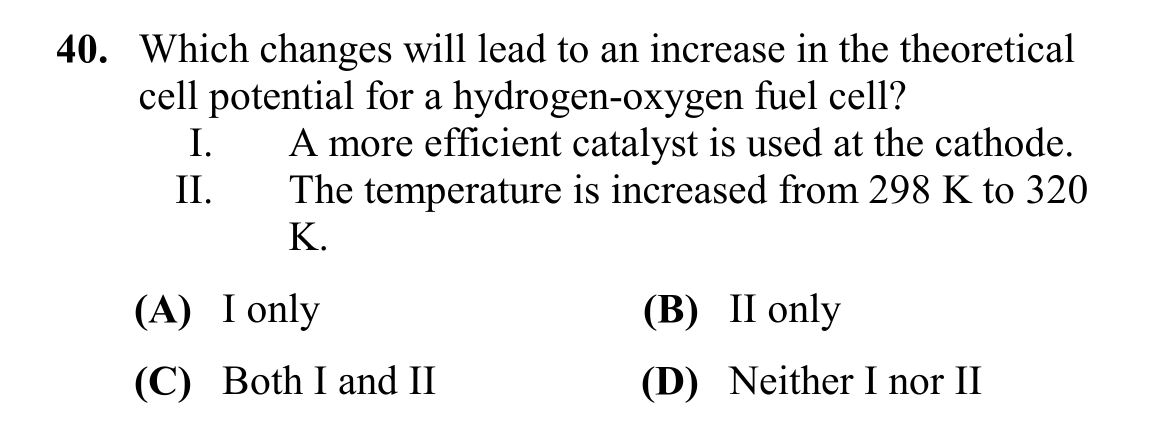 40. Which changes will lead to an increase in the theoretical
cell potential for a hydrogen-oxygen fuel cell?
I. A more efficient catalyst is used at the cathode.
II. The temperature is increased from 298 K to 320
K.
(A) I only (B) II only
(C) Both I and II (D) Neither I nor II